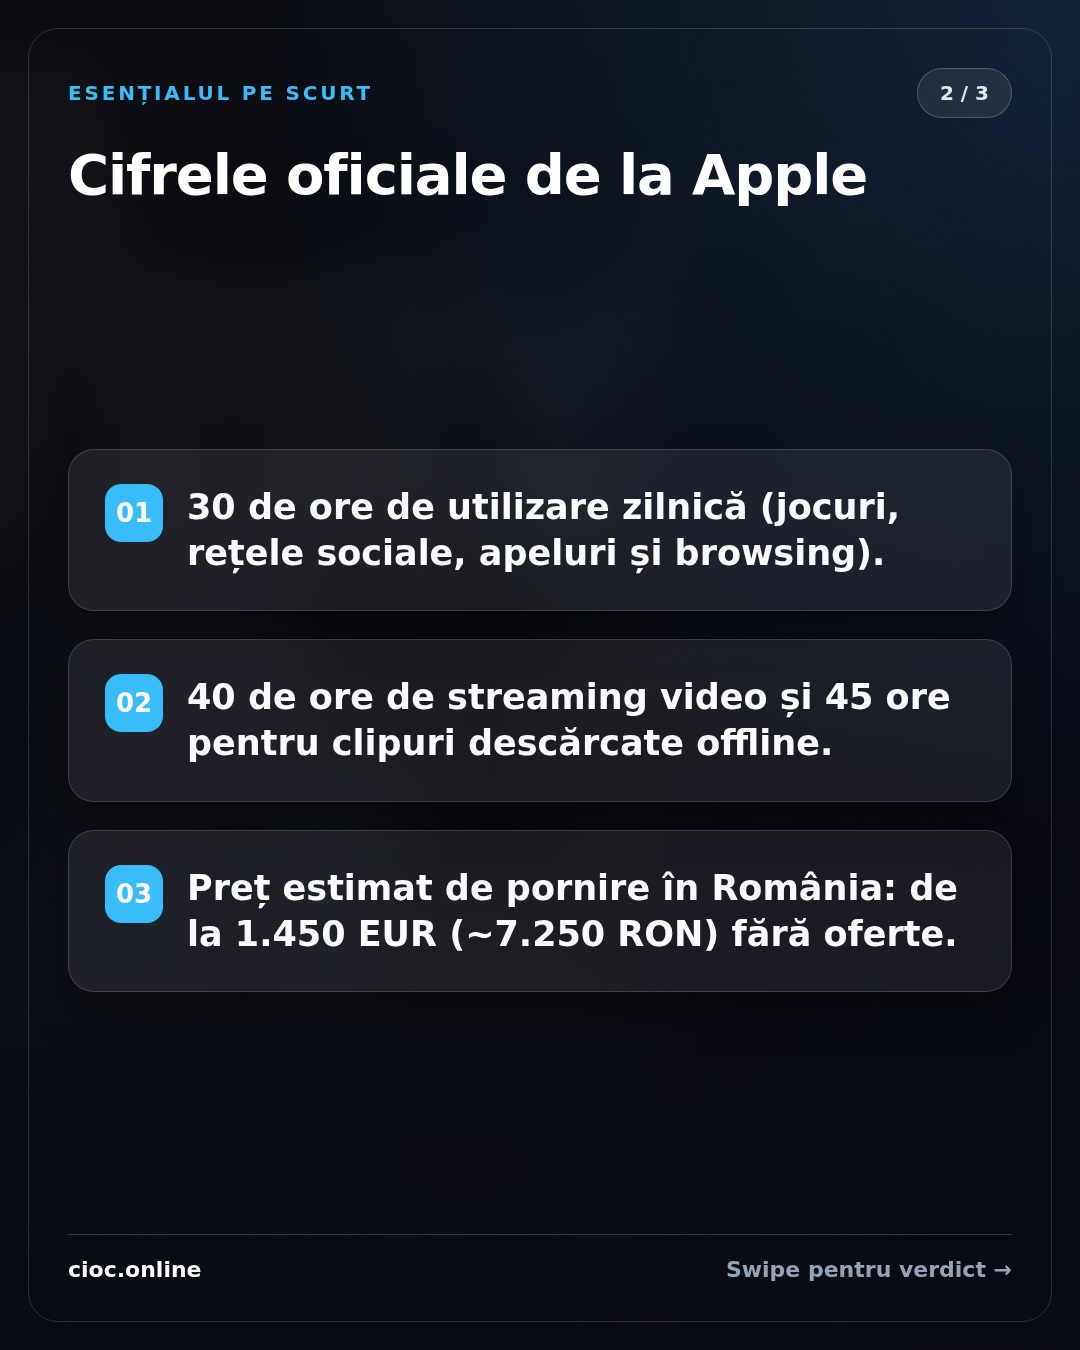 ESENȚIALUL PE SCURT
2 / 3
Cifrele oficiale de la Apple
01
30 de ore de utilizare zilnică (jocuri,
rețele sociale, apeluri și browsing).
02
40 de ore de streaming video și 45 ore
pentru clipuri descărcate offline.
03
Preț estimat de pornire în România: de
la 1.450 EUR (~7.250 RON) fără oferte.
cioc.online
Swipe pentru verdict →